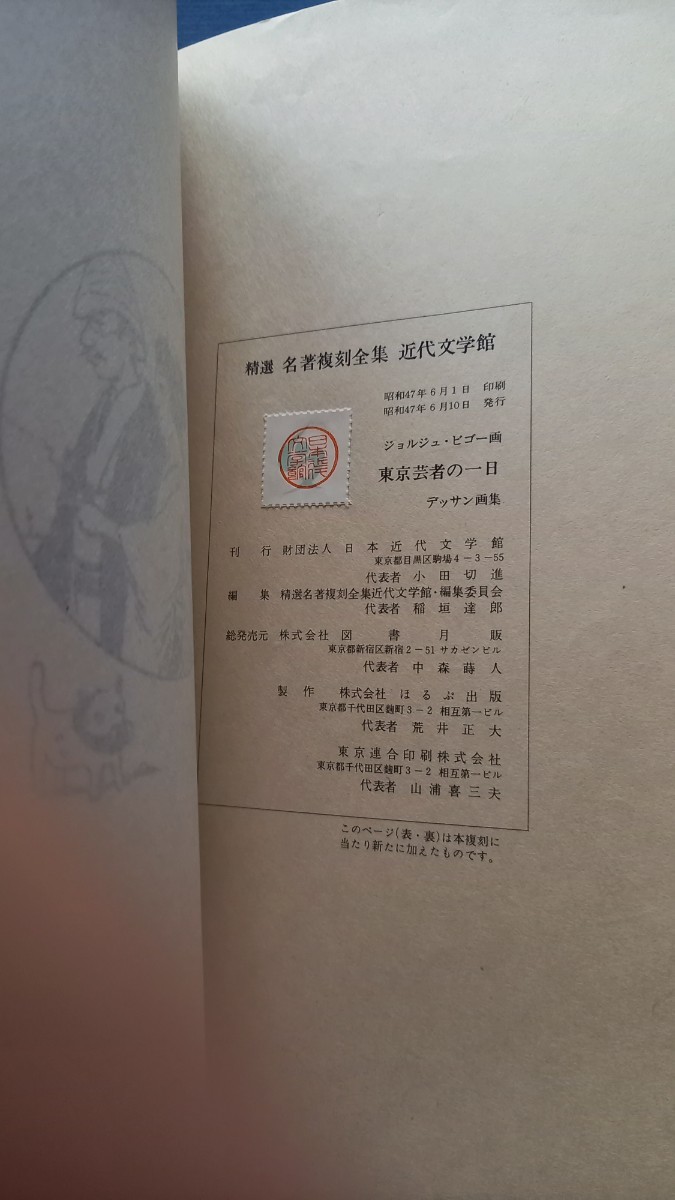 精選 名著複刻全集 近代文学館
昭和47年6月1日 印刷
昭和47年6月10日 発行
ジョルジュ・ビゴー画
東京芸者の一日
デッサン画集
刊行 財団法人 日本近代文学館
東京都目黒区駒場4−3−55
代表者 小田切進
編集 精選名著複刻全集近代文学館・編集委員会
代表者 稲垣達郎
総発売元 株式会社 図書月販
東京都新宿区新宿2−51 サカゼンビル
代表者 中森蒔人
製作 株式会社 ほるぷ出版
東京都千代田区麹町3−2 相互第一ビル
代表者 荒井正大
東京連合印刷株式会社
東京都千代田区麹町3−2 相互第一ビル
代表者 山浦喜三夫
このページ(表・裏)は本複刻に
当たり新たに加えたものです。